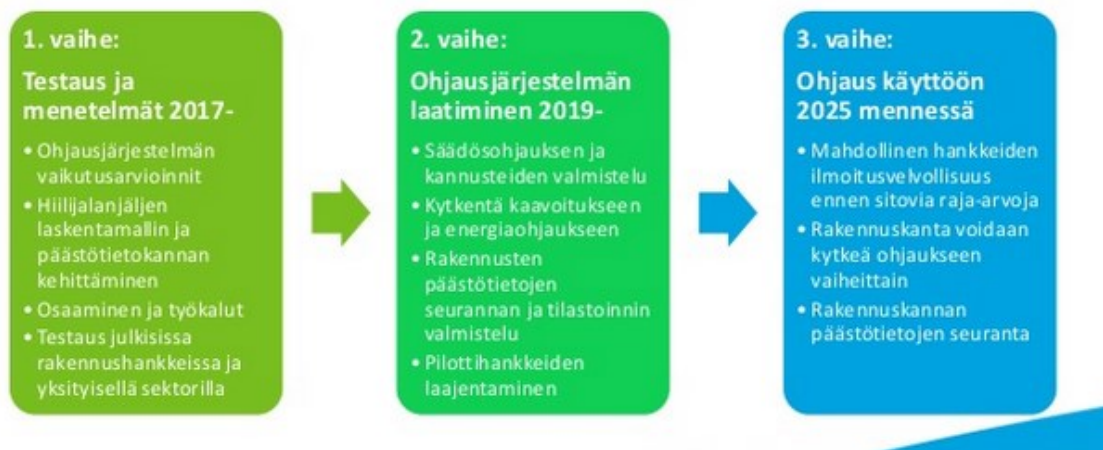 1. vaihe:
Testaus ja
menetelmät 2017-
• Ohjausjärjestelmän
vaikutusarvioinnit
• Hiilijalanjäljen
laskentamallin ja
päästötietokannan
kehittäminen
• Osaaminen ja työkalut
• Testaus julkisissa
rakennushankkeissa ja
yksityisellä sektorilla
2. vaihe:
Ohjausjärjestelmän
laatiminen 2019-
• Säädösohjauksen ja
kannusteiden valmistelu
• Kytkentä kaavoitukseen
ja energiaohjaukseen
• Rakennusten
päästötietojen
seurannan ja tilastoinnin
valmistelu
• Pilottihankkeiden
laajentaminen
3. vaihe:
Ohjaus käyttöön
2025 mennessä
• Mahdollinen hankkeiden
ilmoitusvelvollisuus
ennen sitovia raja-arvoja
• Rakennuskanta voidaan
kytkeä ohjaukseen
vaiheittain
• Rakennuskannan
päästötietojen seuranta